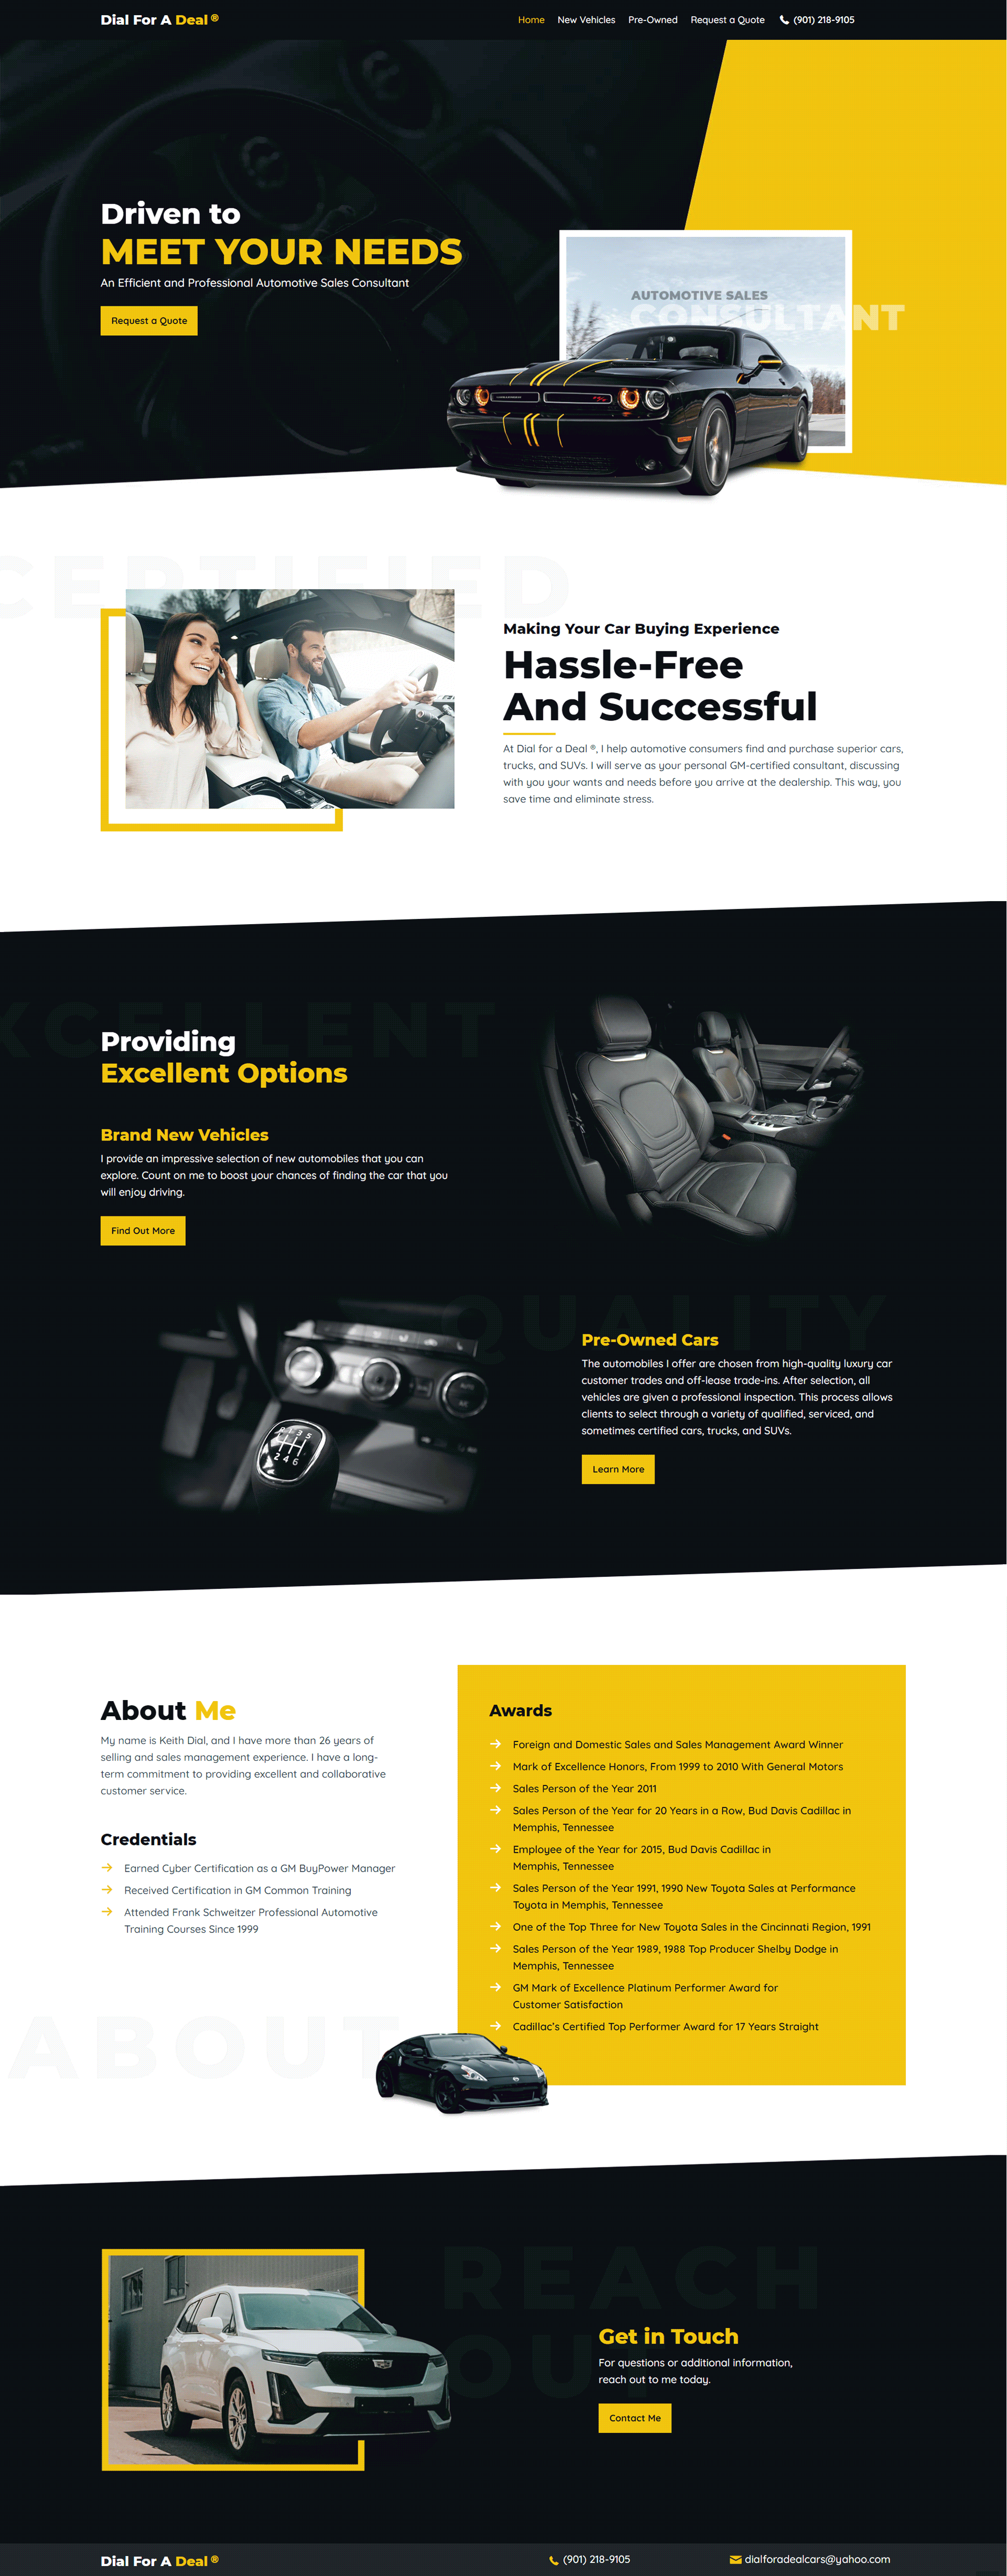 Dial For A Deal ®
Home New Vehicles Pre-Owned Request a Quote (901) 218-9105
Driven to
MEET YOUR NEEDS
An Efficient and Professional Automotive Sales Consultant
Request a Quote
AUTOMOTIVE SALES
CONSULTANT
CERTIFIED
Making Your Car Buying Experience
Hassle-Free
And Successful
At Dial for a Deal ®, I help automotive consumers find and purchase superior cars,
trucks, and SUVs. I will serve as your personal GM-certified consultant, discussing
with you your wants and needs before you arrive at the dealership. This way, you
save time and eliminate stress.
XCELLENT
Providing
Excellent Options
Brand New Vehicles
I provide an impressive selection of new automobiles that you can
explore. Count on me to boost your chances of finding the car that you
will enjoy driving.
Find Out More
QUALITY
Pre-Owned Cars
The automobiles I offer are chosen from high-quality luxury car
customer trades and off-lease trade-ins. After selection, all
vehicles are given a professional inspection. This process allows
clients to select through a variety of qualified, serviced, and
sometimes certified cars, trucks, and SUVs.
Learn More
1 3 5
2 4 6
About Me
My name is Keith Dial, and I have more than 26 years of
selling and sales management experience. I have a long-
term commitment to providing excellent and collaborative
customer service.
Credentials
Earned Cyber Certification as a GM BuyPower Manager
Received Certification in GM Common Training
Attended Frank Schweitzer Professional Automotive
Training Courses Since 1999
Awards
Foreign and Domestic Sales and Sales Management Award Winner
Mark of Excellence Honors, From 1999 to 2010 With General Motors
Sales Person of the Year 2011
Sales Person of the Year for 20 Years in a Row, Bud Davis Cadillac in
Memphis, Tennessee
Employee of the Year for 2015, Bud Davis Cadillac in
Memphis, Tennessee
Sales Person of the Year 1991, 1990 New Toyota Sales at Performance
Toyota in Memphis, Tennessee
One of the Top Three for New Toyota Sales in the Cincinnati Region, 1991
Sales Person of the Year 1989, 1988 Top Producer Shelby Dodge in
Memphis, Tennessee
GM Mark of Excellence Platinum Performer Award for
Customer Satisfaction
Cadillac's Certified Top Performer Award for 17 Years Straight
ABOUT
REACH
OUT
Get in Touch
For questions or additional information,
reach out to me today.
Contact Me
Dial For A Deal ®
(901) 218-9105
dialforadealcars@yahoo.com